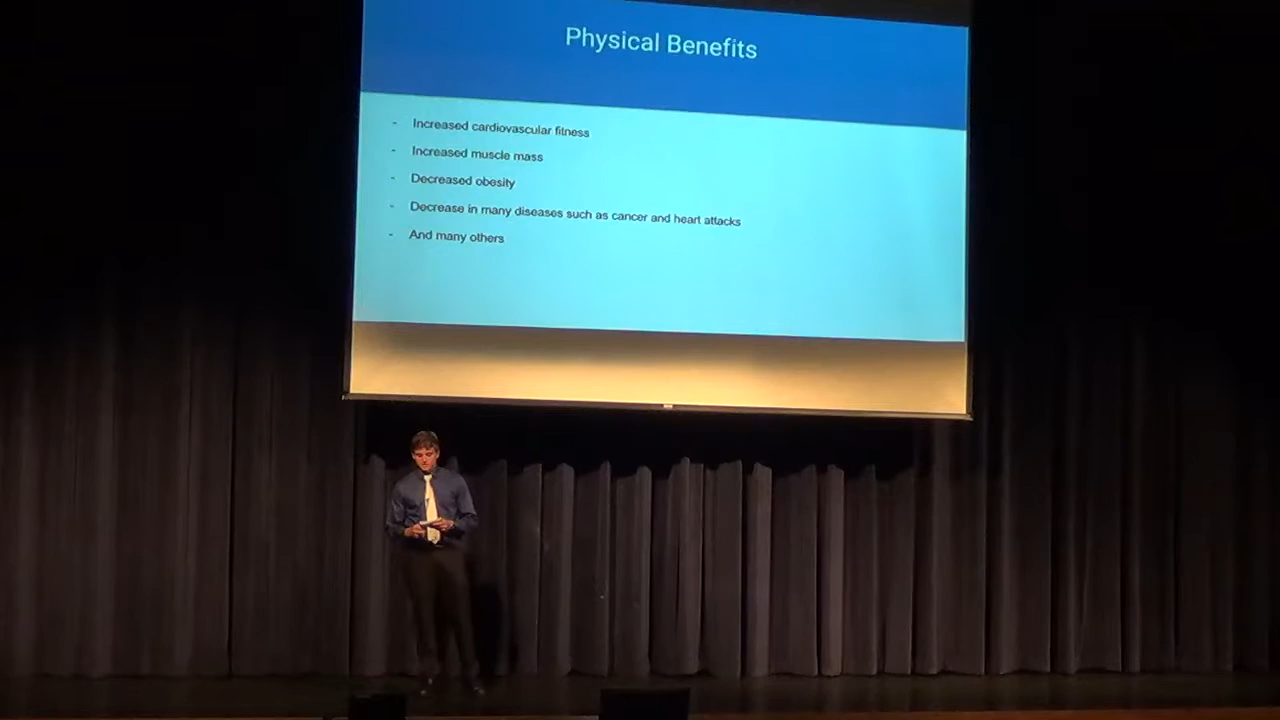 Physical Benefits
- Increased cardiovascular fitness
- Increased muscle mass
- Decreased obesity
- Decrease in many diseases such as cancer and heart attacks
- And many others